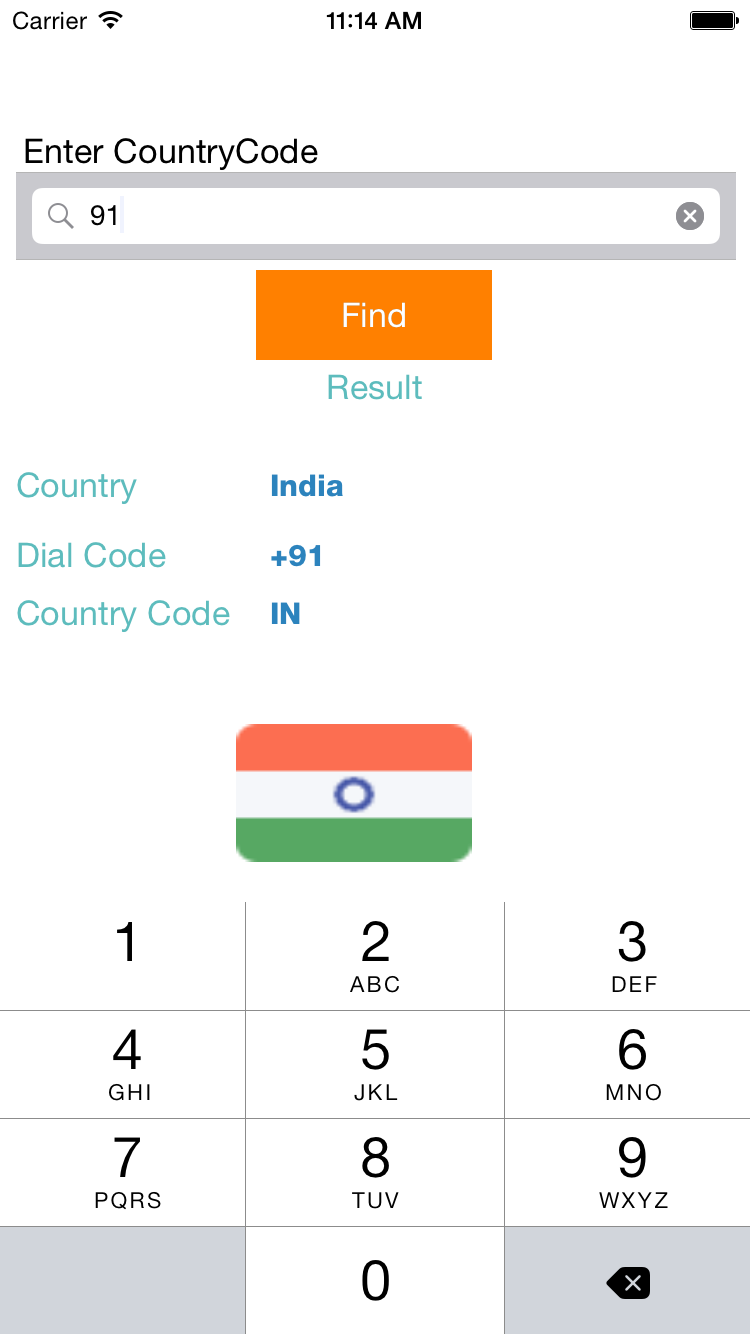 Carrier 11:14 AM
Enter CountryCode
91
Find
Result
Country India
Dial Code +91
Country Code IN
1 2 3
ABC DEF
4 5 6
GHI JKL MNO
7 8 9
PQRS TUV WXYZ
0